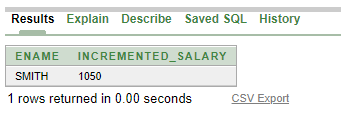 Results Explain Describe Saved SQL History
ENAME INCREMENTED_SALARY
SMITH 1050
1 rows returned in 0.00 seconds CSV Export